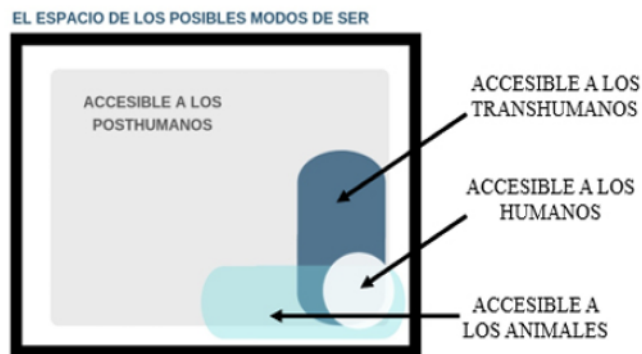 EL ESPACIO DE LOS POSIBLES MODOS DE SER
ACCESIBLE A LOS
POSTHUMANOS
ACCESIBLE A LOS
TRANSHUMANOS
ACCESIBLE A LOS
HUMANOS
ACCESIBLE A
LOS ANIMALES